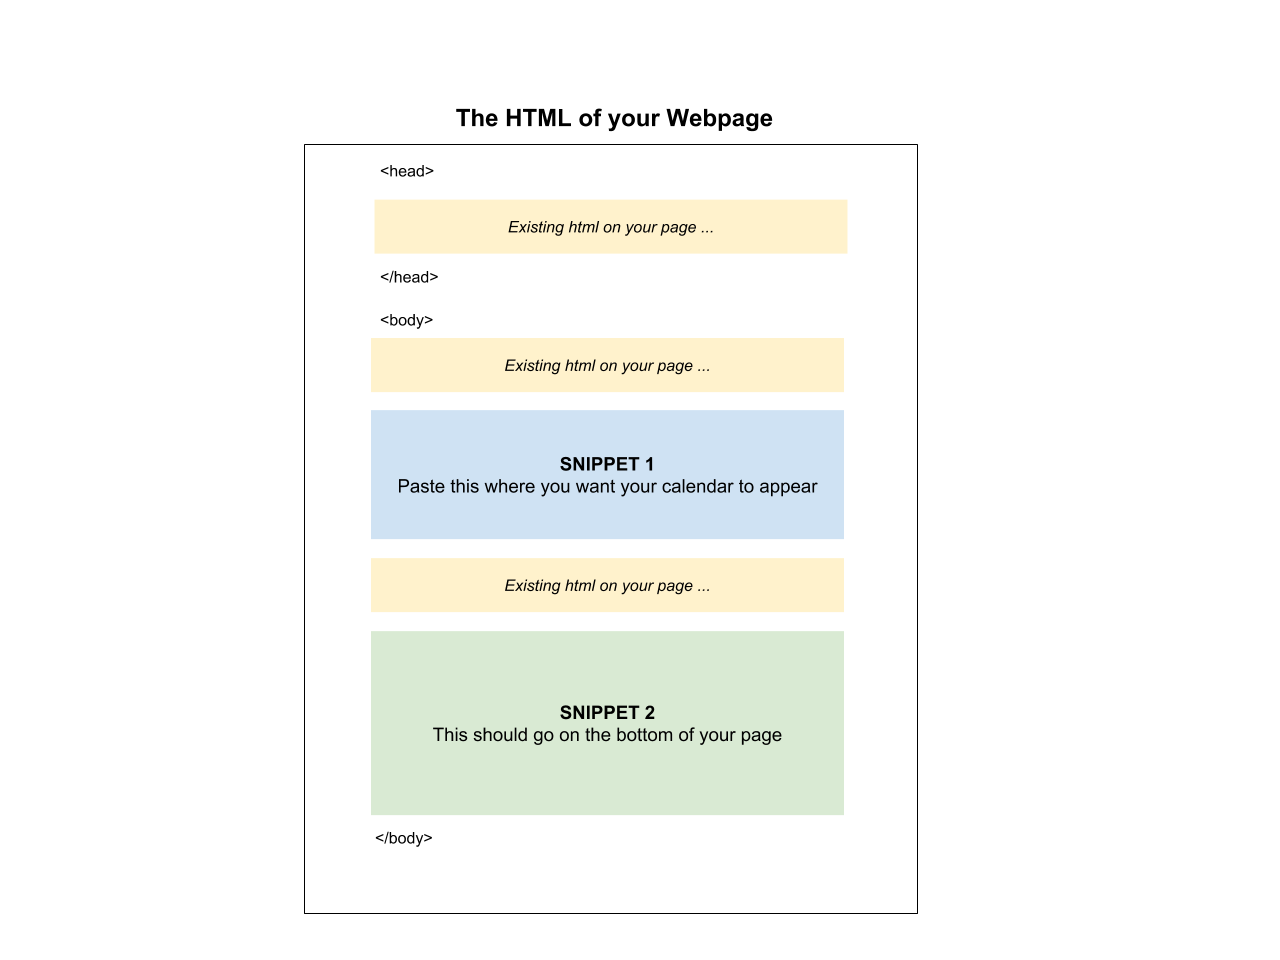 The HTML of your Webpage
<head>
Existing html on your page ...
</head>
<body>
Existing html on your page ...
SNIPPET 1
Paste this where you want your calendar to appear
Existing html on your page ...
SNIPPET 2
This should go on the bottom of your page
</body>